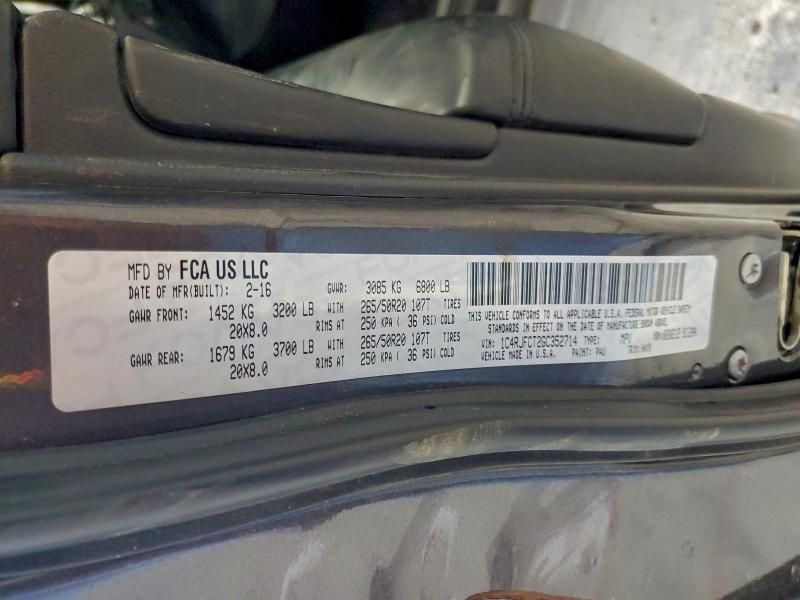 MFD BY FCA US LLC
DATE OF MFR(BUILT): 2-16 GVWR: 3085 KG 6800 LB
GAWR FRONT: 1452 KG 3200 LB WITH 265/50R20 107T TIRES
20X8.0 RIMS AT 250 KPA ( 36 PSI) COLD
GAWR REAR: 1679 KG 3700 LB WITH 265/50R20 107T TIRES
20X8.0 RIMS AT 250 KPA ( 36 PSI) COLD
THIS VEHICLE CONFORMS TO ALL APPLICABLE U.S.A. FEDERAL MOTOR VEHICLE SAFETY
STANDARDS IN EFFECT ON THE DATE OF MANUFACTURE SHOWN ABOVE.
VIN: 1C4RJFCT2GC352714 TYPE: MPV
PAINT: PAU TRIM: